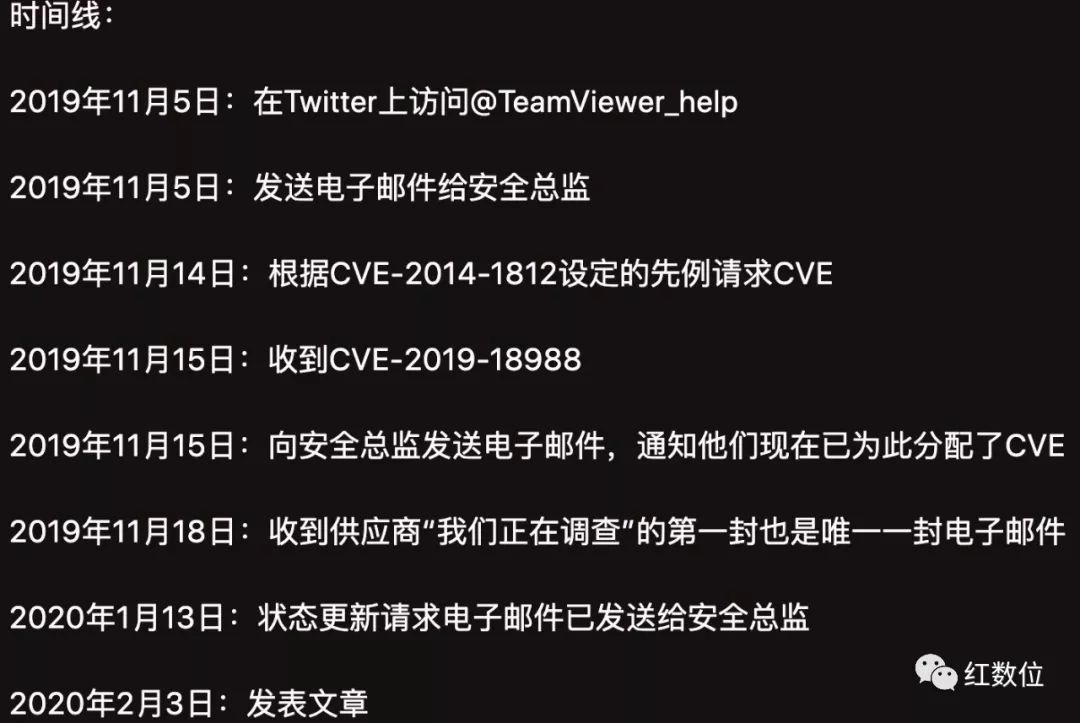 时间线：
2019年11月5日：在Twitter上访问@TeamViewer_help
2019年11月5日：发送电子邮件给安全总监
2019年11月14日：根据CVE-2014-1812设定的先例请求CVE
2019年11月15日：收到CVE-2019-18988
2019年11月15日：向安全总监发送电子邮件，通知他们现在已为此分配了CVE
2019年11月18日：收到供应商“我们正在调查”的第一封也是唯一一封电子邮件
2020年1月13日：状态更新请求电子邮件已发送给安全总监
2020年2月3日：发表文章
红数位